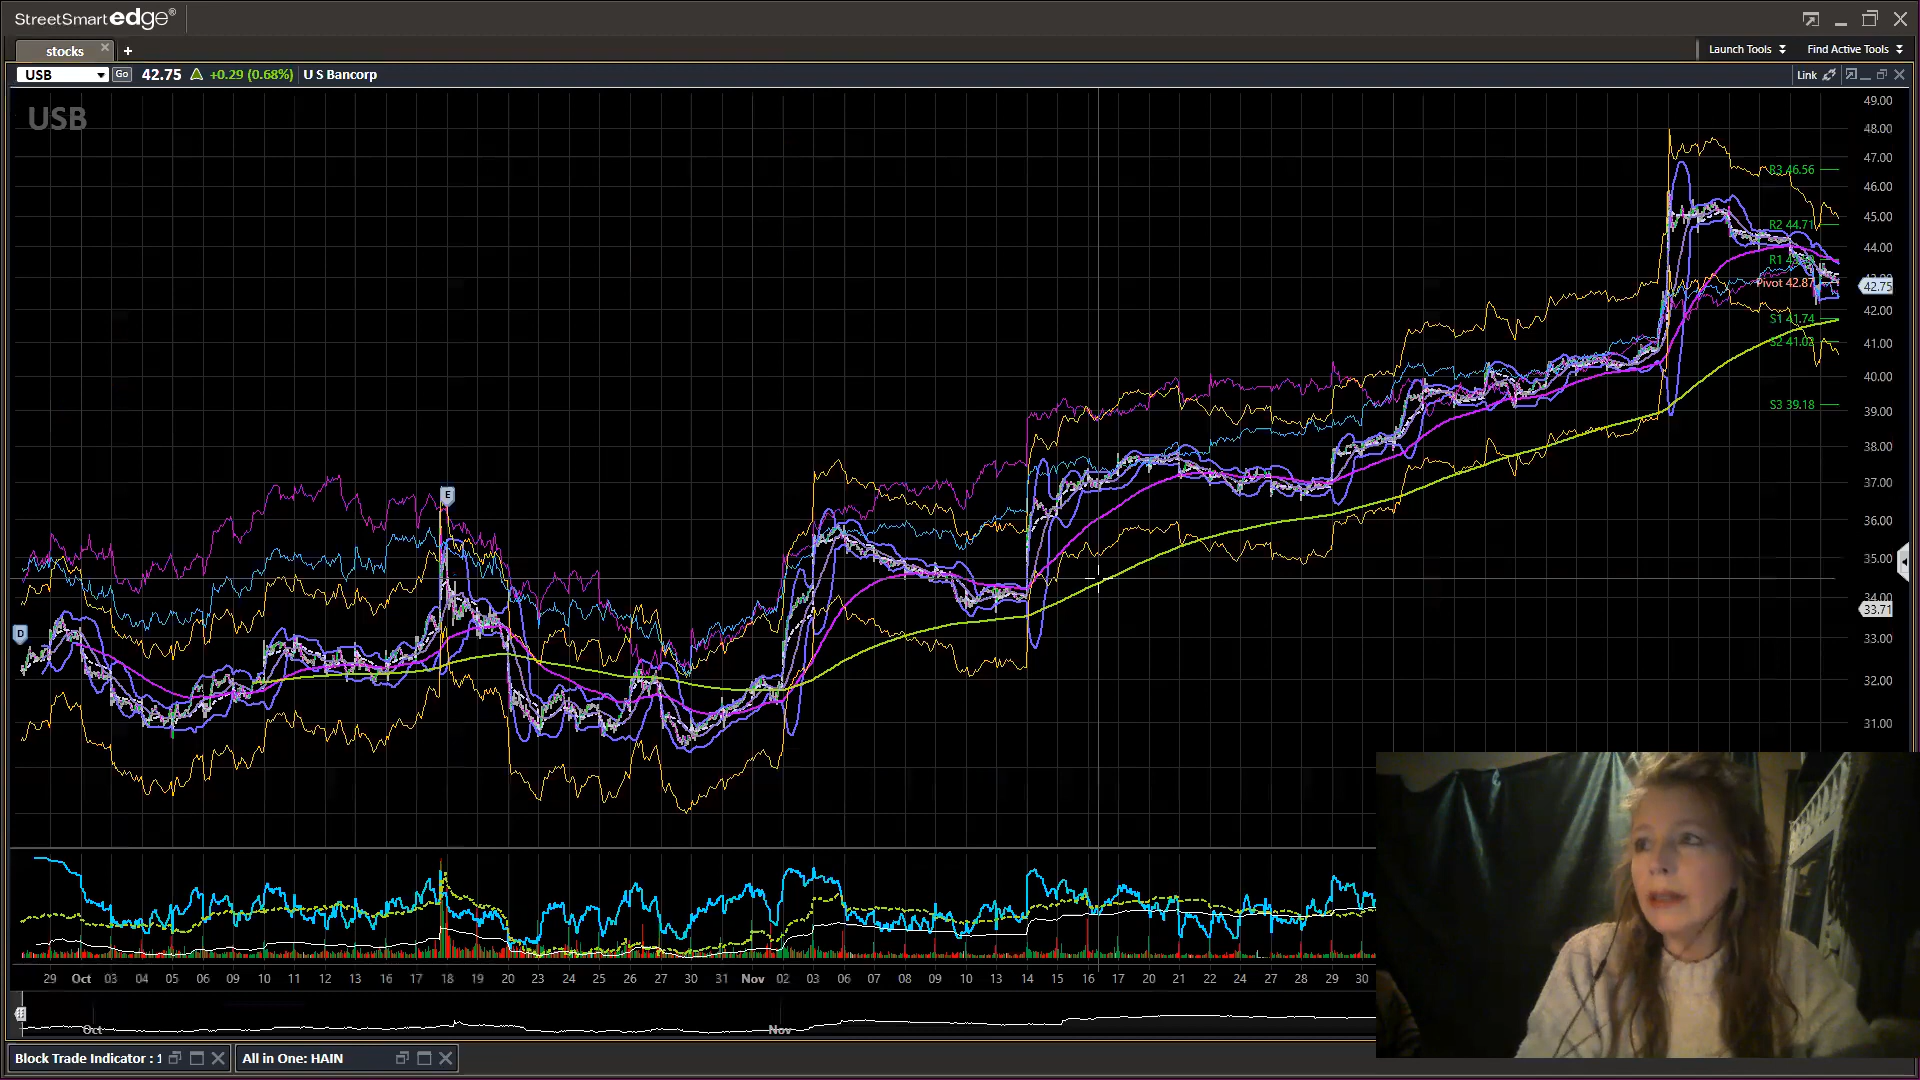 StreetSmart edge®
stocks × +
Launch Tools Find Active Tools
USB Go 42.75 +0.29 (0.68%) U S Bancorp Link
USB
49.00
48.00
47.00
R3 46.56
46.00
45.00
R2 44.71
44.00
R1
Pivot 42.87
42.75
42.00
S1 41.74
41.00
S2 41.02
40.00
39.00
S3 39.18
38.00
37.00
E
36.00
35.00
34.00
33.71
D
33.00
32.00
31.00
29 Oct 03 04 05 06 09 10 11 12 13 16 17 18 19 20 23 24 25 26 27 30 31 Nov 02 03 06 07 08 09 10 13 14 15 16 17 20 21 22 24 27 28 29 30
Oct Nov
Block Trade Indicator : 1 All in One: HAIN